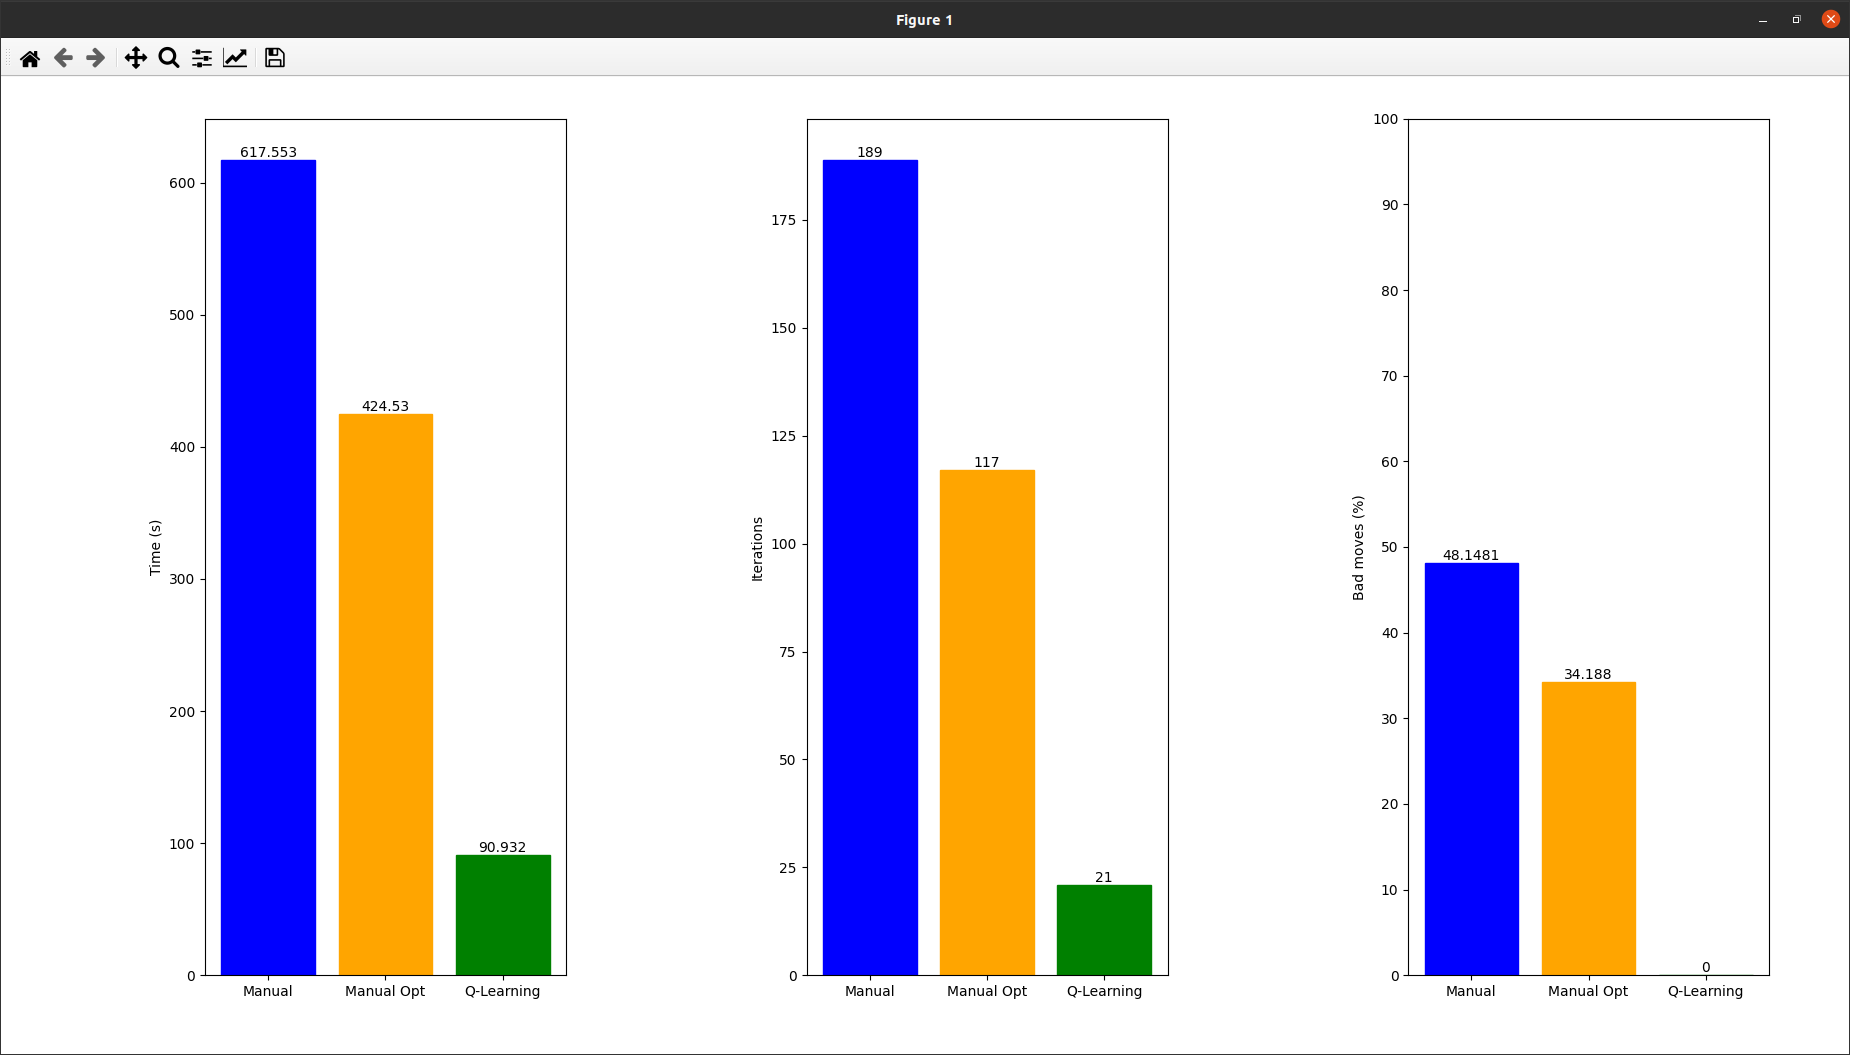 Figure 1
617.553
600
500
424.53
400
Time (s)
300
200
100
90.932
0
Manual
Manual Opt
Q-Learning
189
175
150
125
117
100
Iterations
75
50
25
21
0
Manual
Manual Opt
Q-Learning
100
90
80
70
60
50
48.1481
Bad moves (%)
40
34.188
30
20
10
0
0
Manual
Manual Opt
Q-Learning